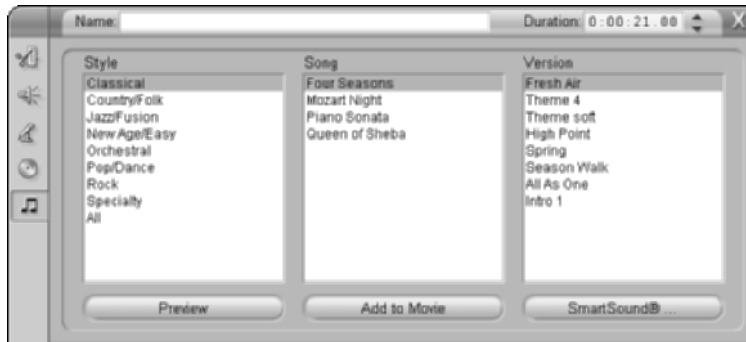 Name: Duration: 0:00:21.00 X
Style
Classical
Country/Folk
Jazz/Fusion
New Age/Easy
Orchestral
Pop/Dance
Rock
Specialty
All
Preview
Song
Four Seasons
Mozart Night
Piano Sonata
Queen of Sheba
Add to Movie
Version
Fresh Air
Theme 4
Theme soft
High Point
Spring
Season Walk
All As One
Intro 1
SmartSound® ...